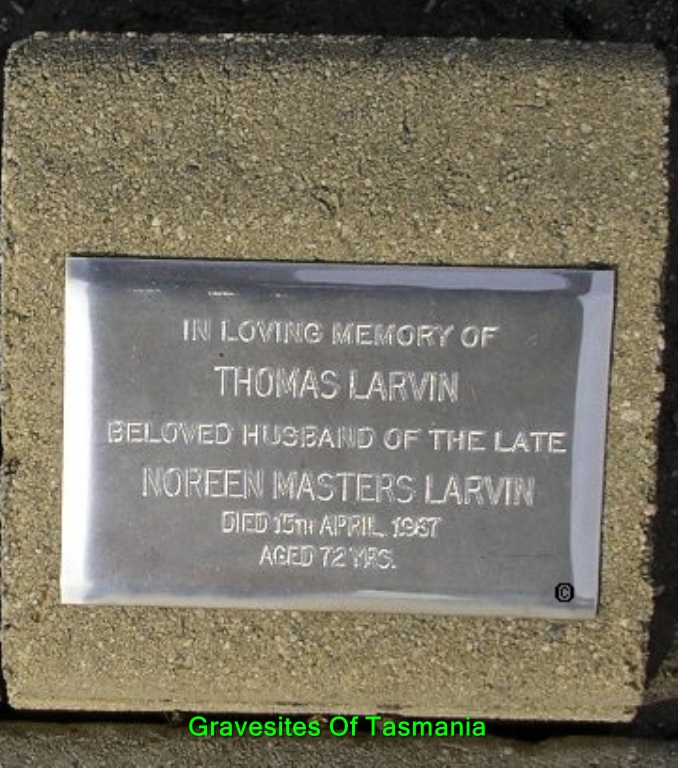 IN LOVING MEMORY OF
THOMAS LARVIN
BELOVED HUSBAND OF THE LATE
NOREEN MASTERS LARVIN
DIED 15TH APRIL. 1967
AGED 72 YRS.
©
Gravesites Of Tasmania